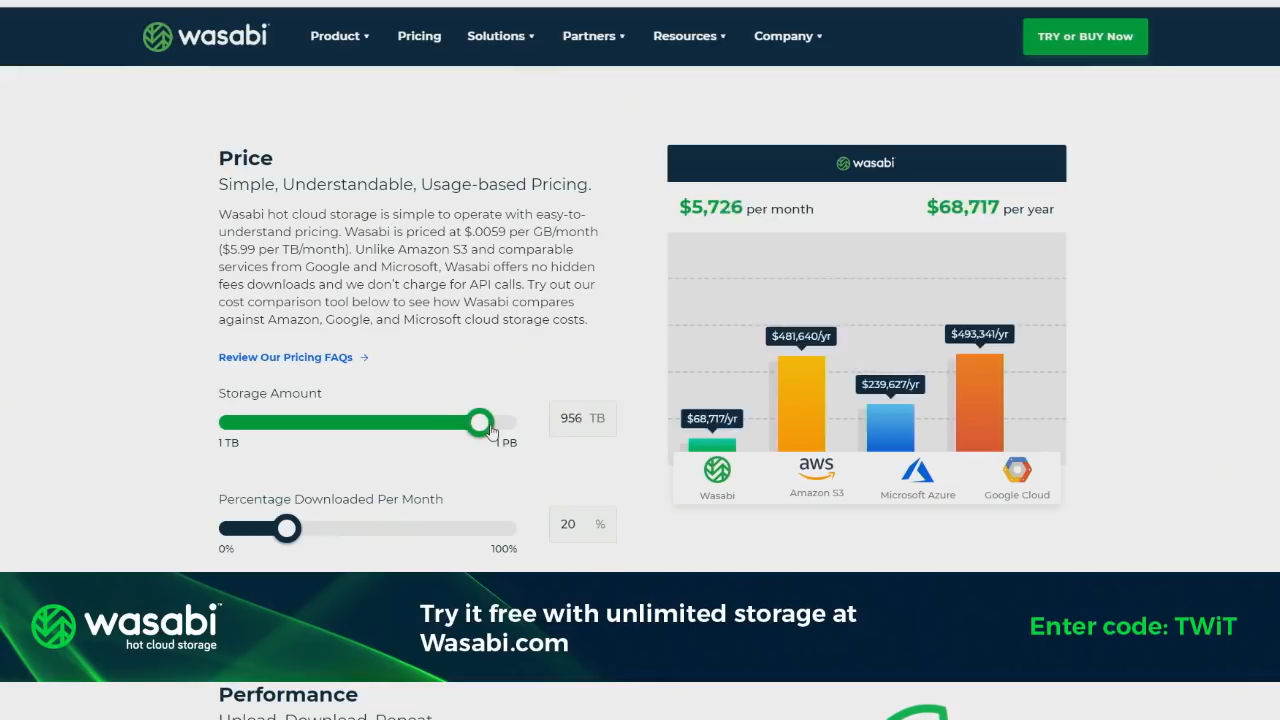 wasabi
Product
Pricing
Solutions
Partners
Resources
Company
TRY or BUY Now
Price
Simple, Understandable, Usage-based Pricing.
Wasabi hot cloud storage is simple to operate with easy-to-
understand pricing. Wasabi is priced at $.0059 per GB/month
($5.99 per TB/month). Unlike Amazon S3 and comparable
services from Google and Microsoft, Wasabi offers no hidden
fees downloads and we don't charge for API calls. Try out our
cost comparison tool below to see how Wasabi compares
against Amazon, Google, and Microsoft cloud storage costs.
Review Our Pricing FAQs →
Storage Amount
956 TB
1 TB
1 PB
Percentage Downloaded Per Month
20 %
0%
100%
wasabi
$5,726 per month
$68,717 per year
$68,717/yr
$481,640/yr
$239,627/yr
$493,341/yr
aws
Wasabi
Amazon S3
Microsoft Azure
Google Cloud
wasabi™
hot cloud storage
Try it free with unlimited storage at
Wasabi.com
Enter code: TWiT
Performance
Upload. Download. Repeat.